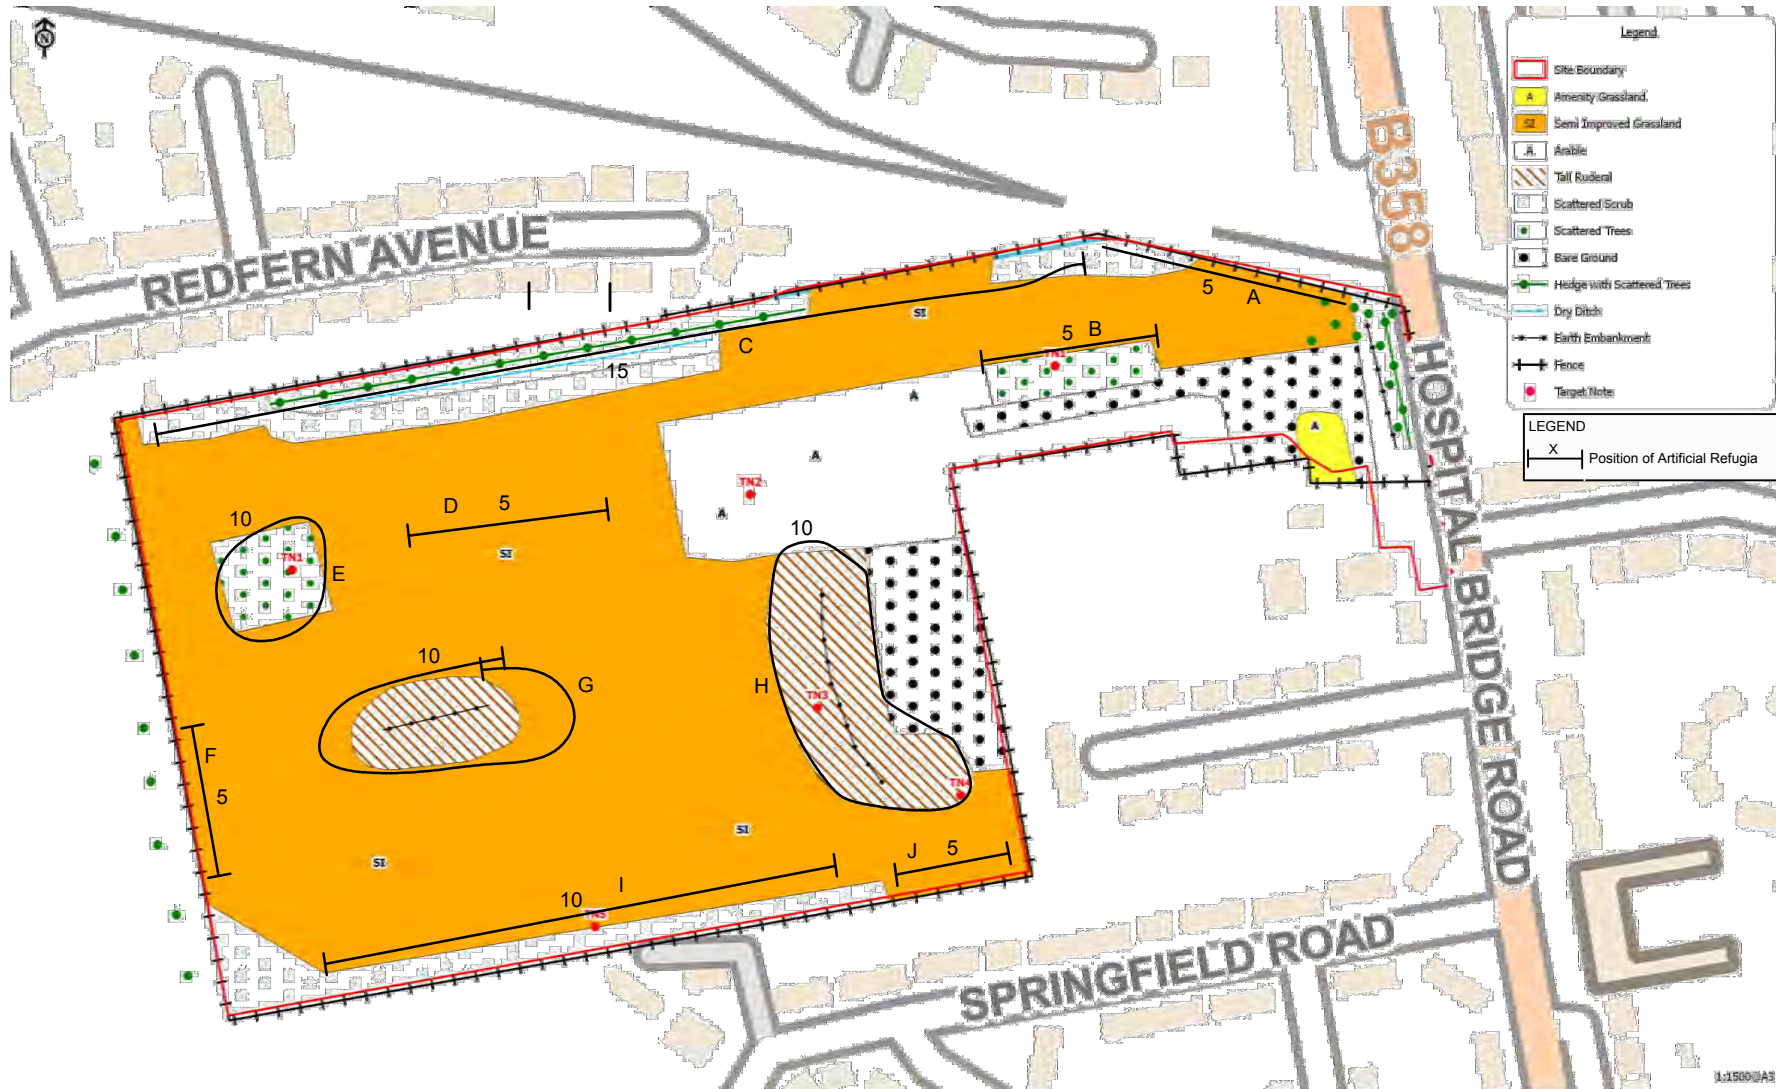 N
Legend
Site Boundary
A Amenity Grassland
SI Semi Improved Grassland
A Arable
Tall Ruderal
Scattered Scrub
Scattered Trees
Bare Ground
Hedge with Scattered Trees
Dry Ditch
Earth Embankment
Fence
Target Note
LEGEND
X Position of Artificial Refugia
B358
REDFERN AVENUE
HOSPITAL BRIDGE ROAD
SPRINGFIELD ROAD
5 A
SI
5 B
TN1
C
15
A
A
A
A
TN2
D 5
SI
10
TN1
E
10
H
TN3
TN4
10
G
F
5
SI
SI
J 5
I
10
TN5
1:1500@A3